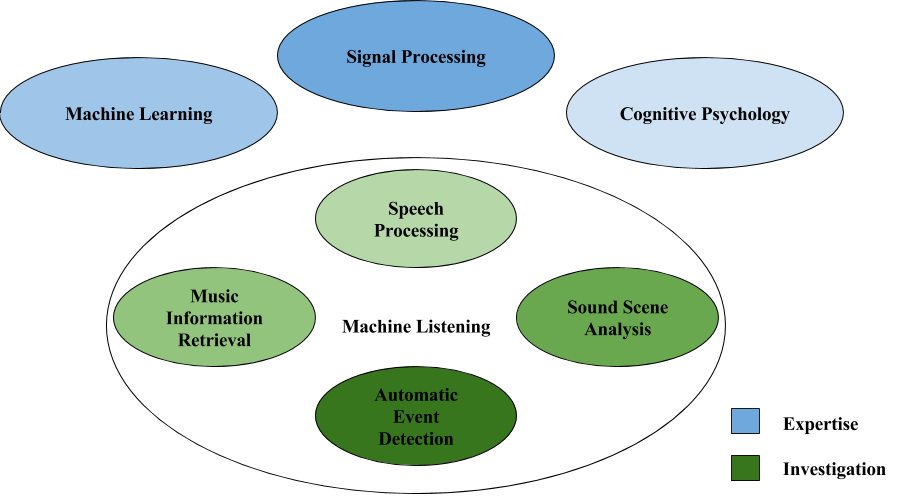 Signal Processing
Machine Learning
Cognitive Psychology
Speech
Processing
Music
Information
Retrieval
Sound Scene
Analysis
Machine Listening
Automatic
Event
Detection
Expertise
Investigation